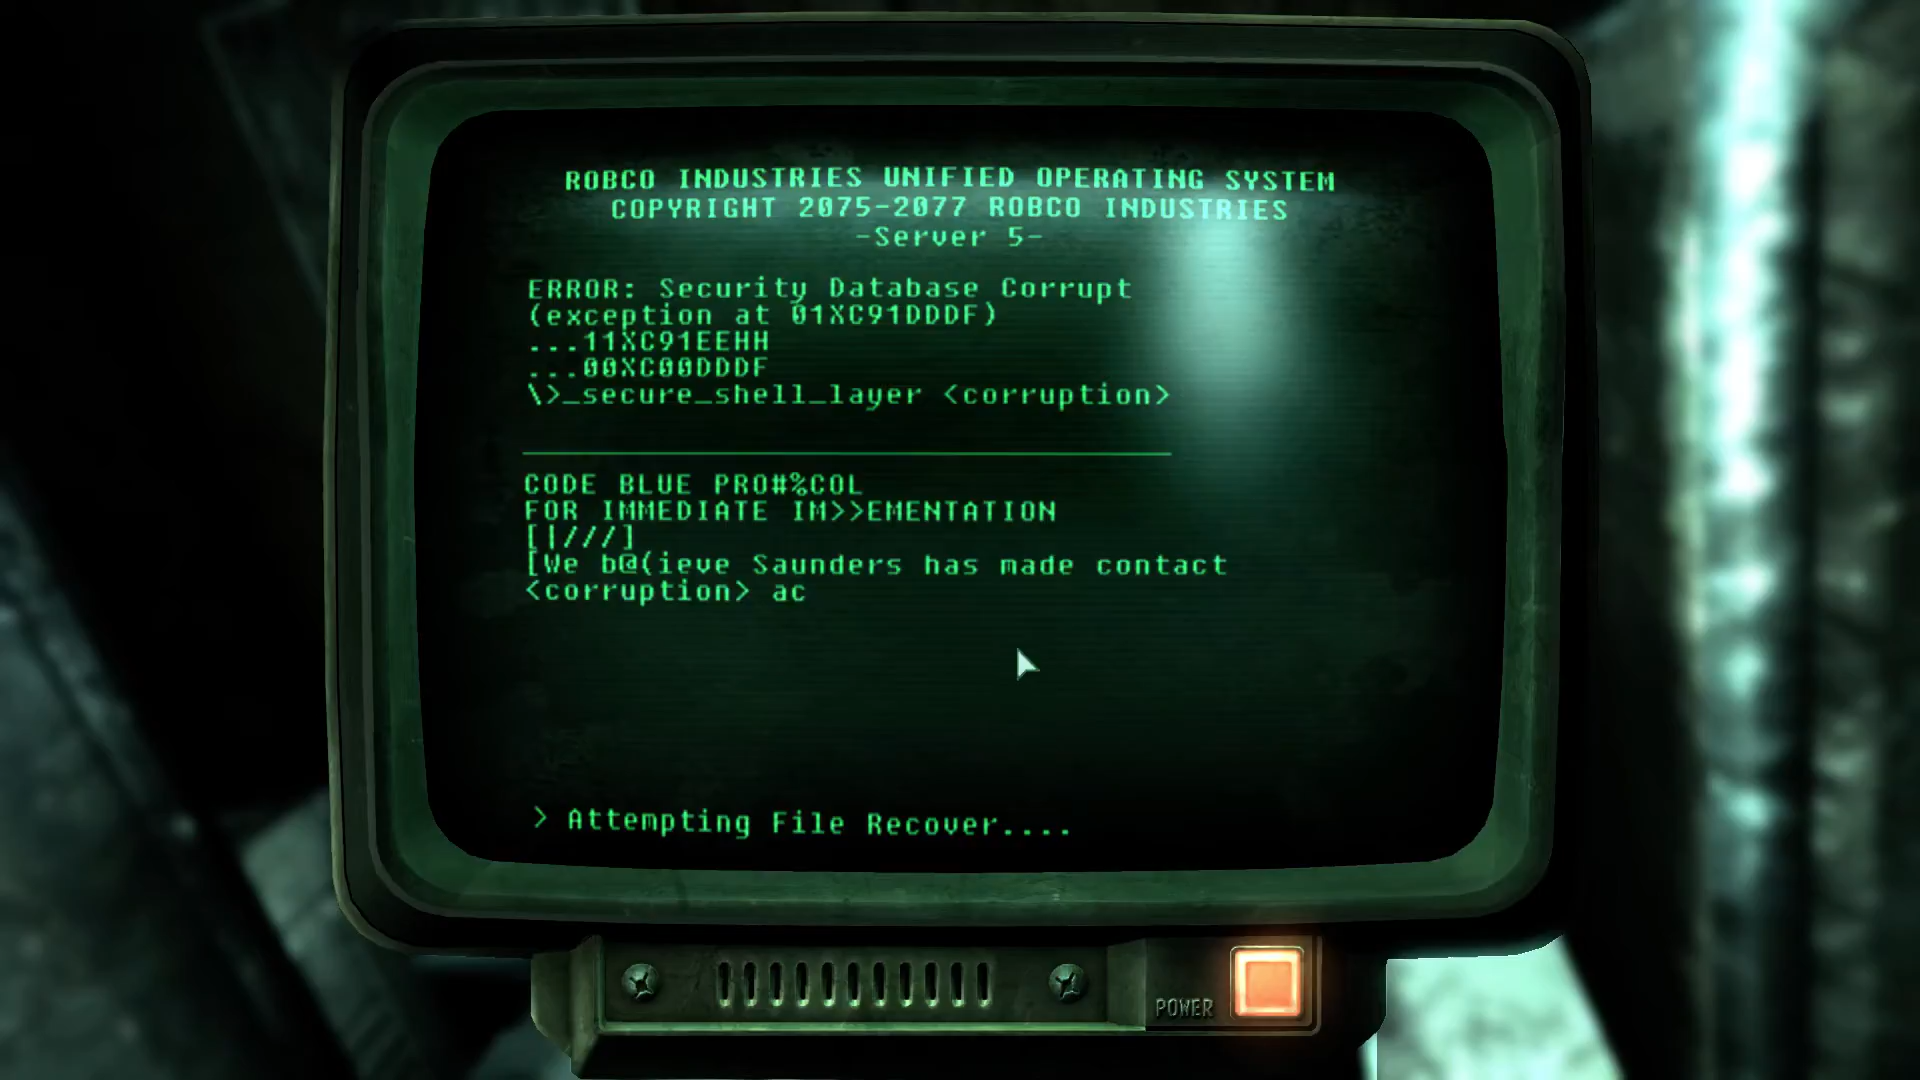 ROBCO INDUSTRIES UNIFIED OPERATING SYSTEM
COPYRIGHT 2075-2077 ROBCO INDUSTRIES
-Server 5-
ERROR: Security Database Corrupt
(exception at 01XC91DDDF)
...11XC91EEHH
...00XC00DDDF
\>_secure_shell_layer <corruption>
CODE BLUE PRO#%COL
FOR IMMEDIATE IM>>EMENTATION
[|///]
[We b@(ieve Saunders has made contact
<corruption> ac
> Attempting File Recover....
POWER